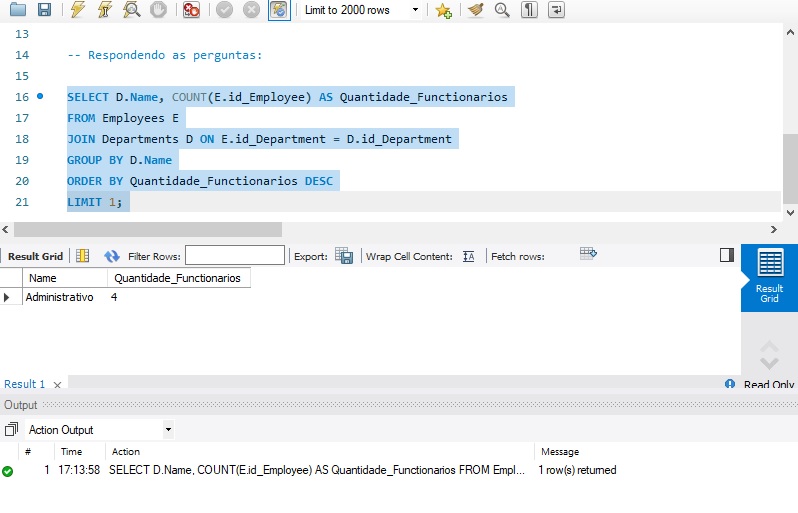 Limit to 2000 rows
13
14 -- Respondendo as perguntas:
15
16 SELECT D.Name, COUNT(E.id_Employee) AS Quantidade_Functionarios
17 FROM Employees E
18 JOIN Departments D ON E.id_Department = D.id_Department
19 GROUP BY D.Name
20 ORDER BY Quantidade_Functionarios DESC
21 LIMIT 1;
Result Grid Filter Rows: Export: Wrap Cell Content: Fetch rows:
Name Quantidade_Functionarios
Administrativo 4
Result Grid
Result 1 Read Only
Output
Action Output
# Time Action Message
1 17:13:58 SELECT D.Name, COUNT(E.id_Employee) AS Quantidade_Functionarios FROM Empl... 1 row(s) returned